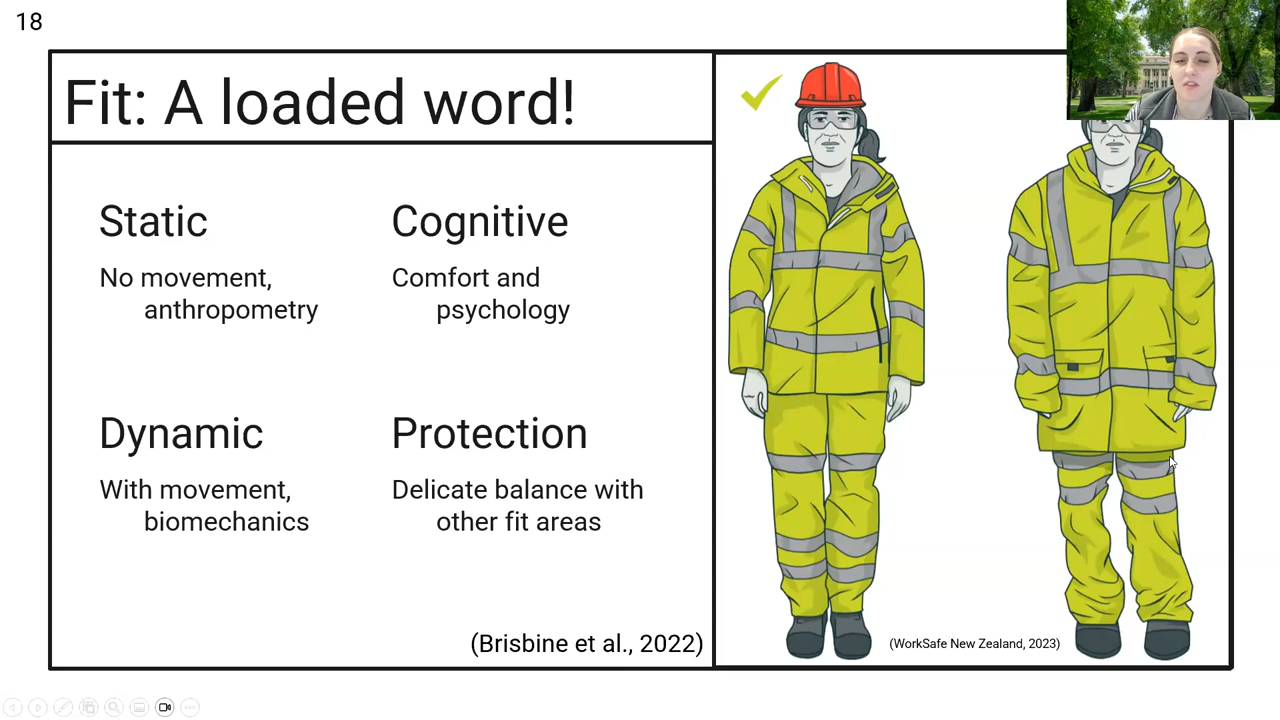 18
Fit: A loaded word!
Static
No movement,
anthropometry
Cognitive
Comfort and
psychology
Dynamic
With movement,
biomechanics
Protection
Delicate balance with
other fit areas
(Brisbine et al., 2022)
(WorkSafe New Zealand, 2023)